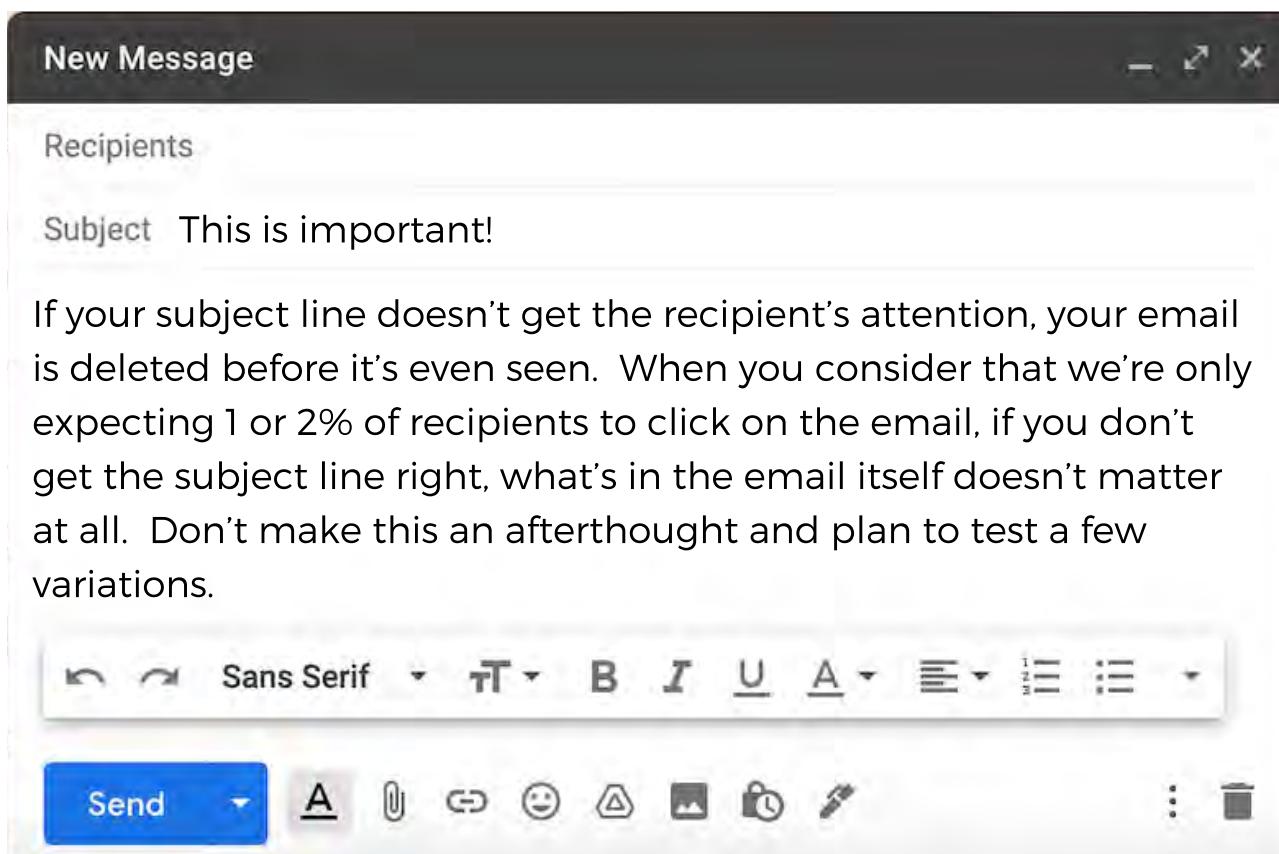 New Message
Recipients
Subject This is important!
If your subject line doesn’t get the recipient’s attention, your email
is deleted before it’s even seen.  When you consider that we’re only
expecting 1 or 2% of recipients to click on the email, if you don’t
get the subject line right, what’s in the email itself doesn’t matter
at all.  Don’t make this an afterthought and plan to test a few
variations.
Sans Serif
Send